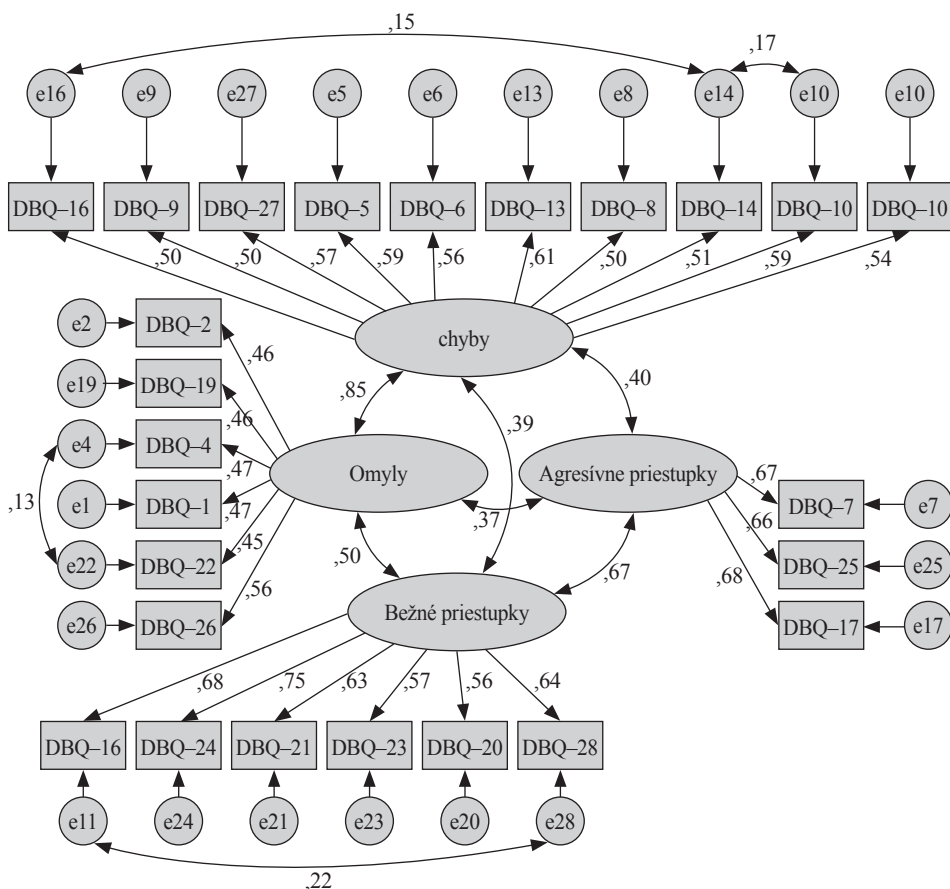 ,15
,17
e16 e9 e27 e5 e6 e13 e8 e14 e10 e10
DBQ–16 DBQ–9 DBQ–27 DBQ–5 DBQ–6 DBQ–13 DBQ–8 DBQ–14 DBQ–10 DBQ–10
,50 ,50 ,57 ,59 ,56 ,61 ,50 ,51 ,59 ,54
chyby
e2 DBQ–2
,46
e19 DBQ–19
,46
,85
,39
,40
e4 DBQ–4
,47
Omyly
Agresívne priestupky
,13
e1 DBQ–1
,47
,37
,67
DBQ–7 e7
e22 DBQ–22
,45
,50
,67
,66
DBQ–25 e25
e26 DBQ–26
,56
Bežné priestupky
,68
DBQ–17 e17
,68 ,75 ,63 ,57 ,56 ,64
DBQ–16 DBQ–24 DBQ–21 DBQ–23 DBQ–20 DBQ–28
e11 e24 e21 e23 e20 e28
,22